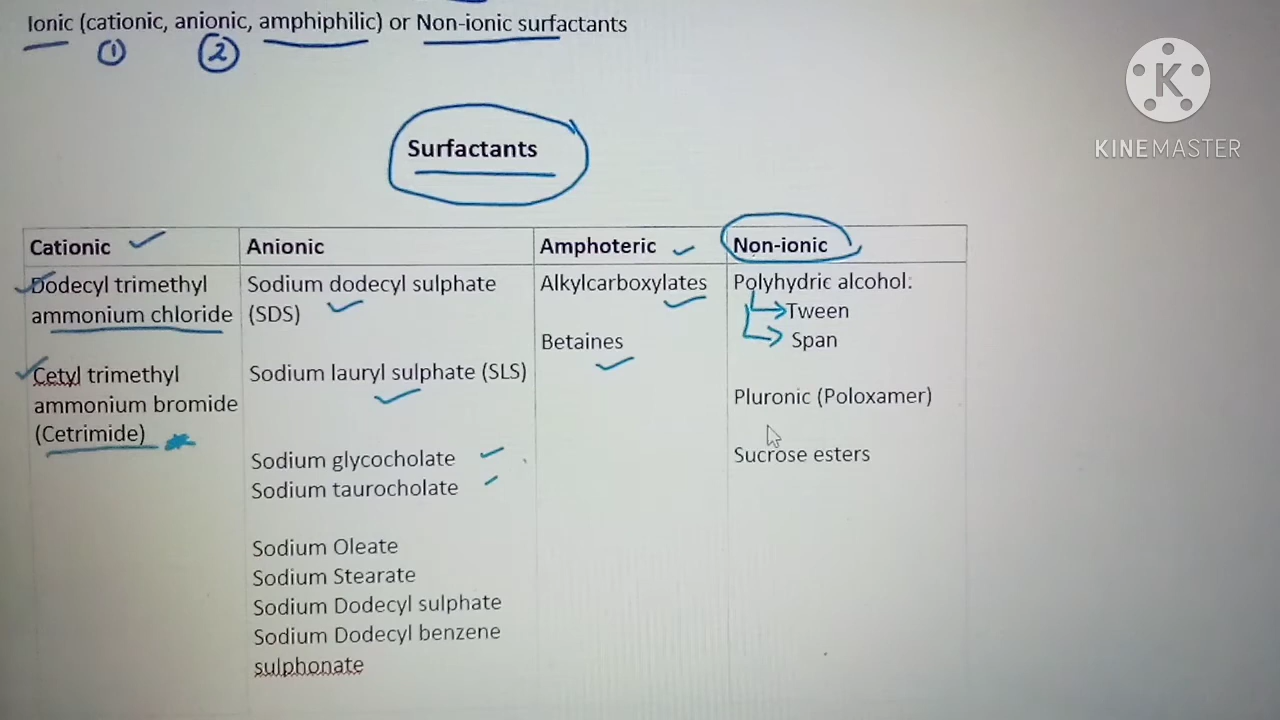 Ionic (cationic, anionic, amphiphilic) or Non-ionic surfactants
1 2
K
KINEMASTER
Surfactants
Cationic Anionic Amphoteric Non-ionic
Dodecyl trimethyl
ammonium chloride
Cetyl trimethyl
ammonium bromide
(Cetrimide)
Sodium dodecyl sulphate
(SDS)
Sodium lauryl sulphate (SLS)
Sodium glycocholate
Sodium taurocholate
Sodium Oleate
Sodium Stearate
Sodium Dodecyl sulphate
Sodium Dodecyl benzene
sulphonate
Alkylcarboxylates
Betaines
Polyhydric alcohol:
Tween
Span
Pluronic (Poloxamer)
Sucrose esters